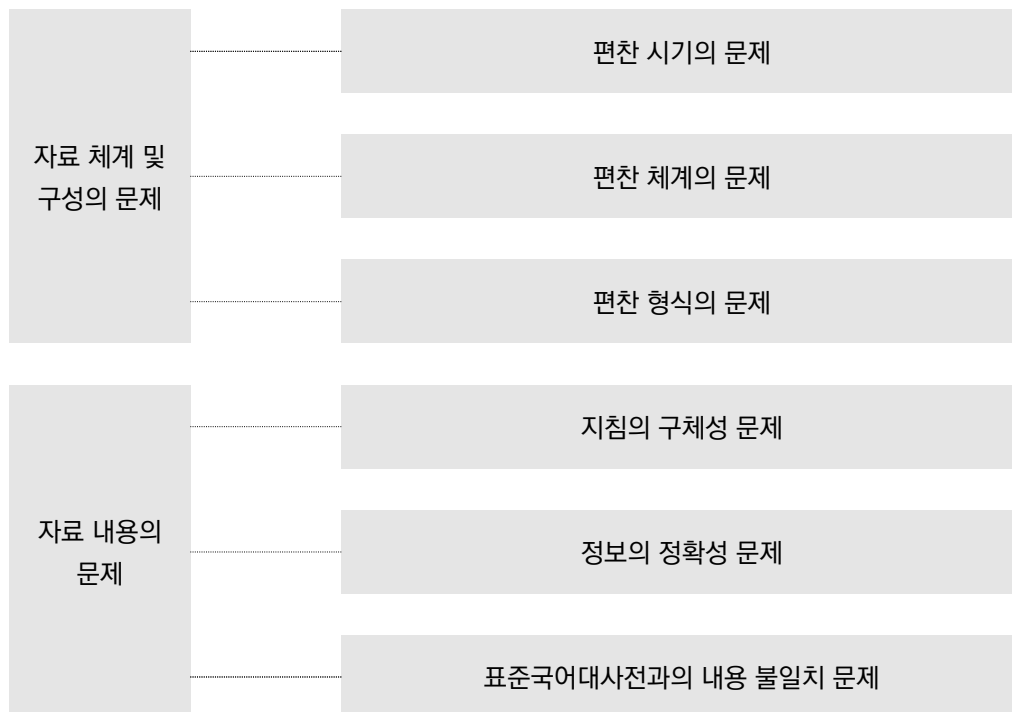 자료 체계 및
구성의 문제
편찬 시기의 문제
편찬 체계의 문제
편찬 형식의 문제
자료 내용의
문제
지침의 구체성 문제
정보의 정확성 문제
표준국어대사전과의 내용 불일치 문제